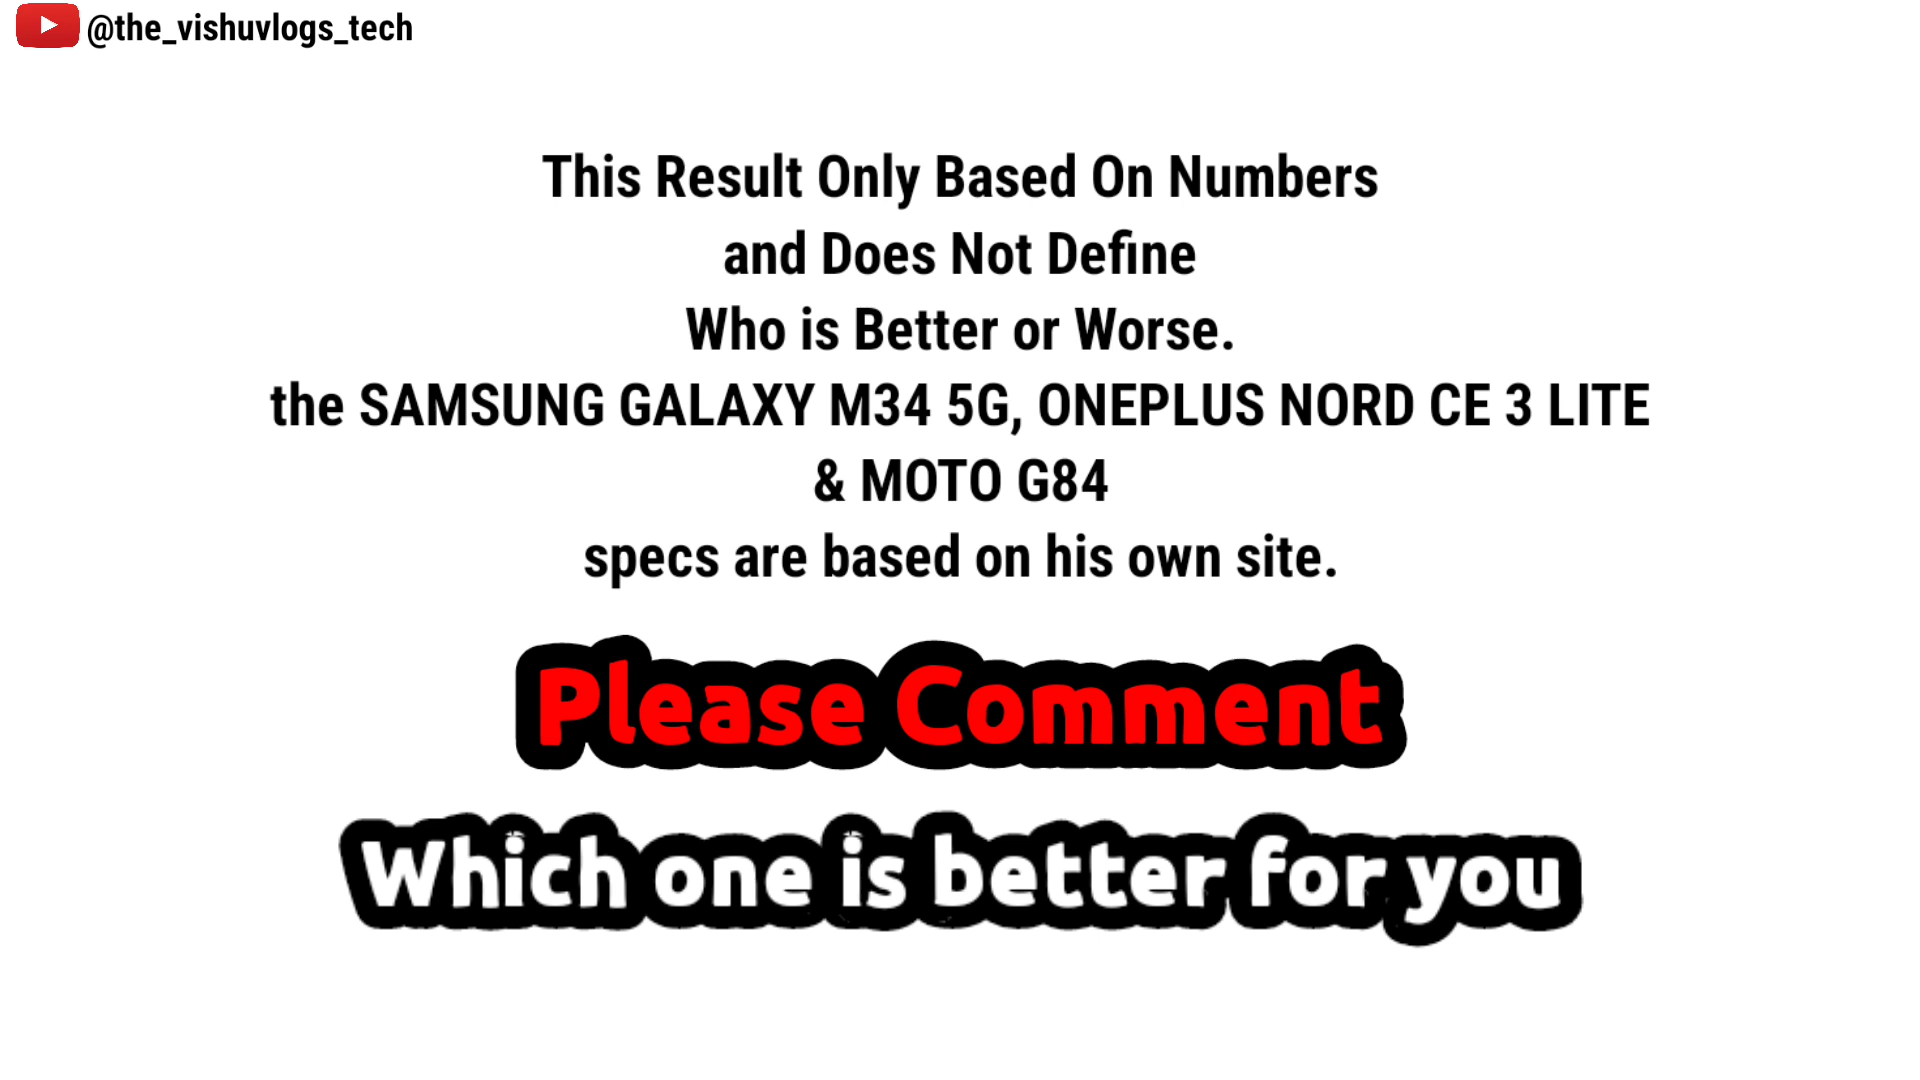 @the_vishuvlogs_tech
This Result Only Based On Numbers
and Does Not Define
Who is Better or Worse.
the SAMSUNG GALAXY M34 5G, ONEPLUS NORD CE 3 LITE
& MOTO G84
specs are based on his own site.
Please Comment
Which one is better for you